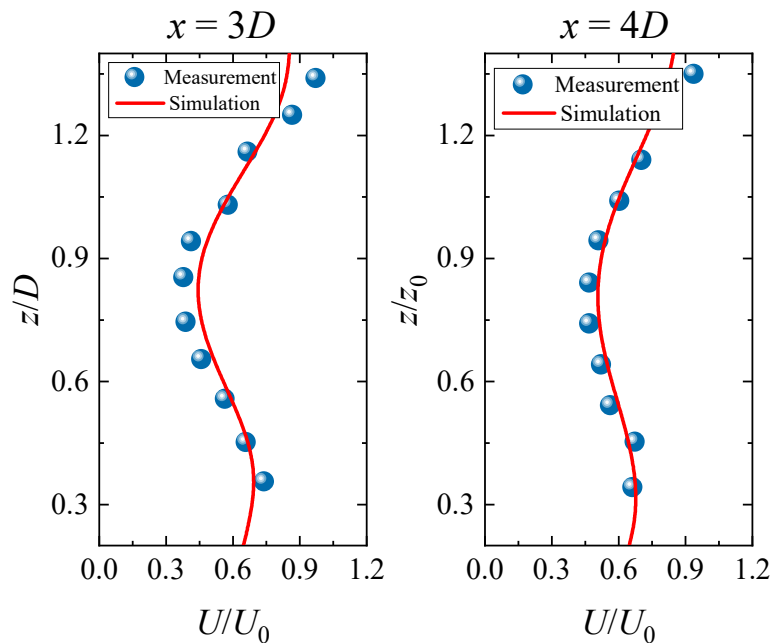 x = 3D
Measurement
Simulation
z/D
1.2
0.9
0.6
0.3
0.0 0.3 0.6 0.9 1.2
U/U₀
x = 4D
Measurement
Simulation
z/z₀
1.2
0.9
0.6
0.3
0.0 0.3 0.6 0.9 1.2
U/U₀